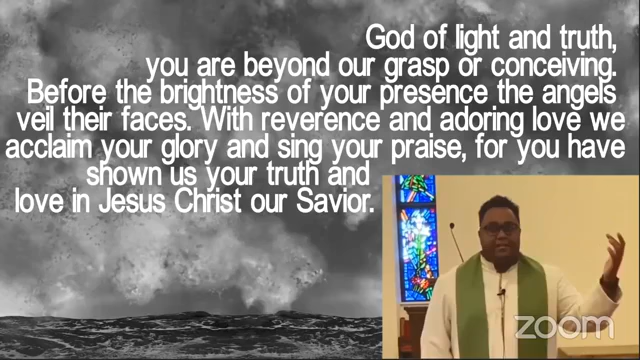 God of light and truth,
you are beyond our grasp or conceiving.
Before the brightness of your presence the angels
veil their faces. With reverence and adoring love we
acclaim your glory and sing your praise, for you have
shown us your truth and
love in Jesus Christ our Savior.
zoom